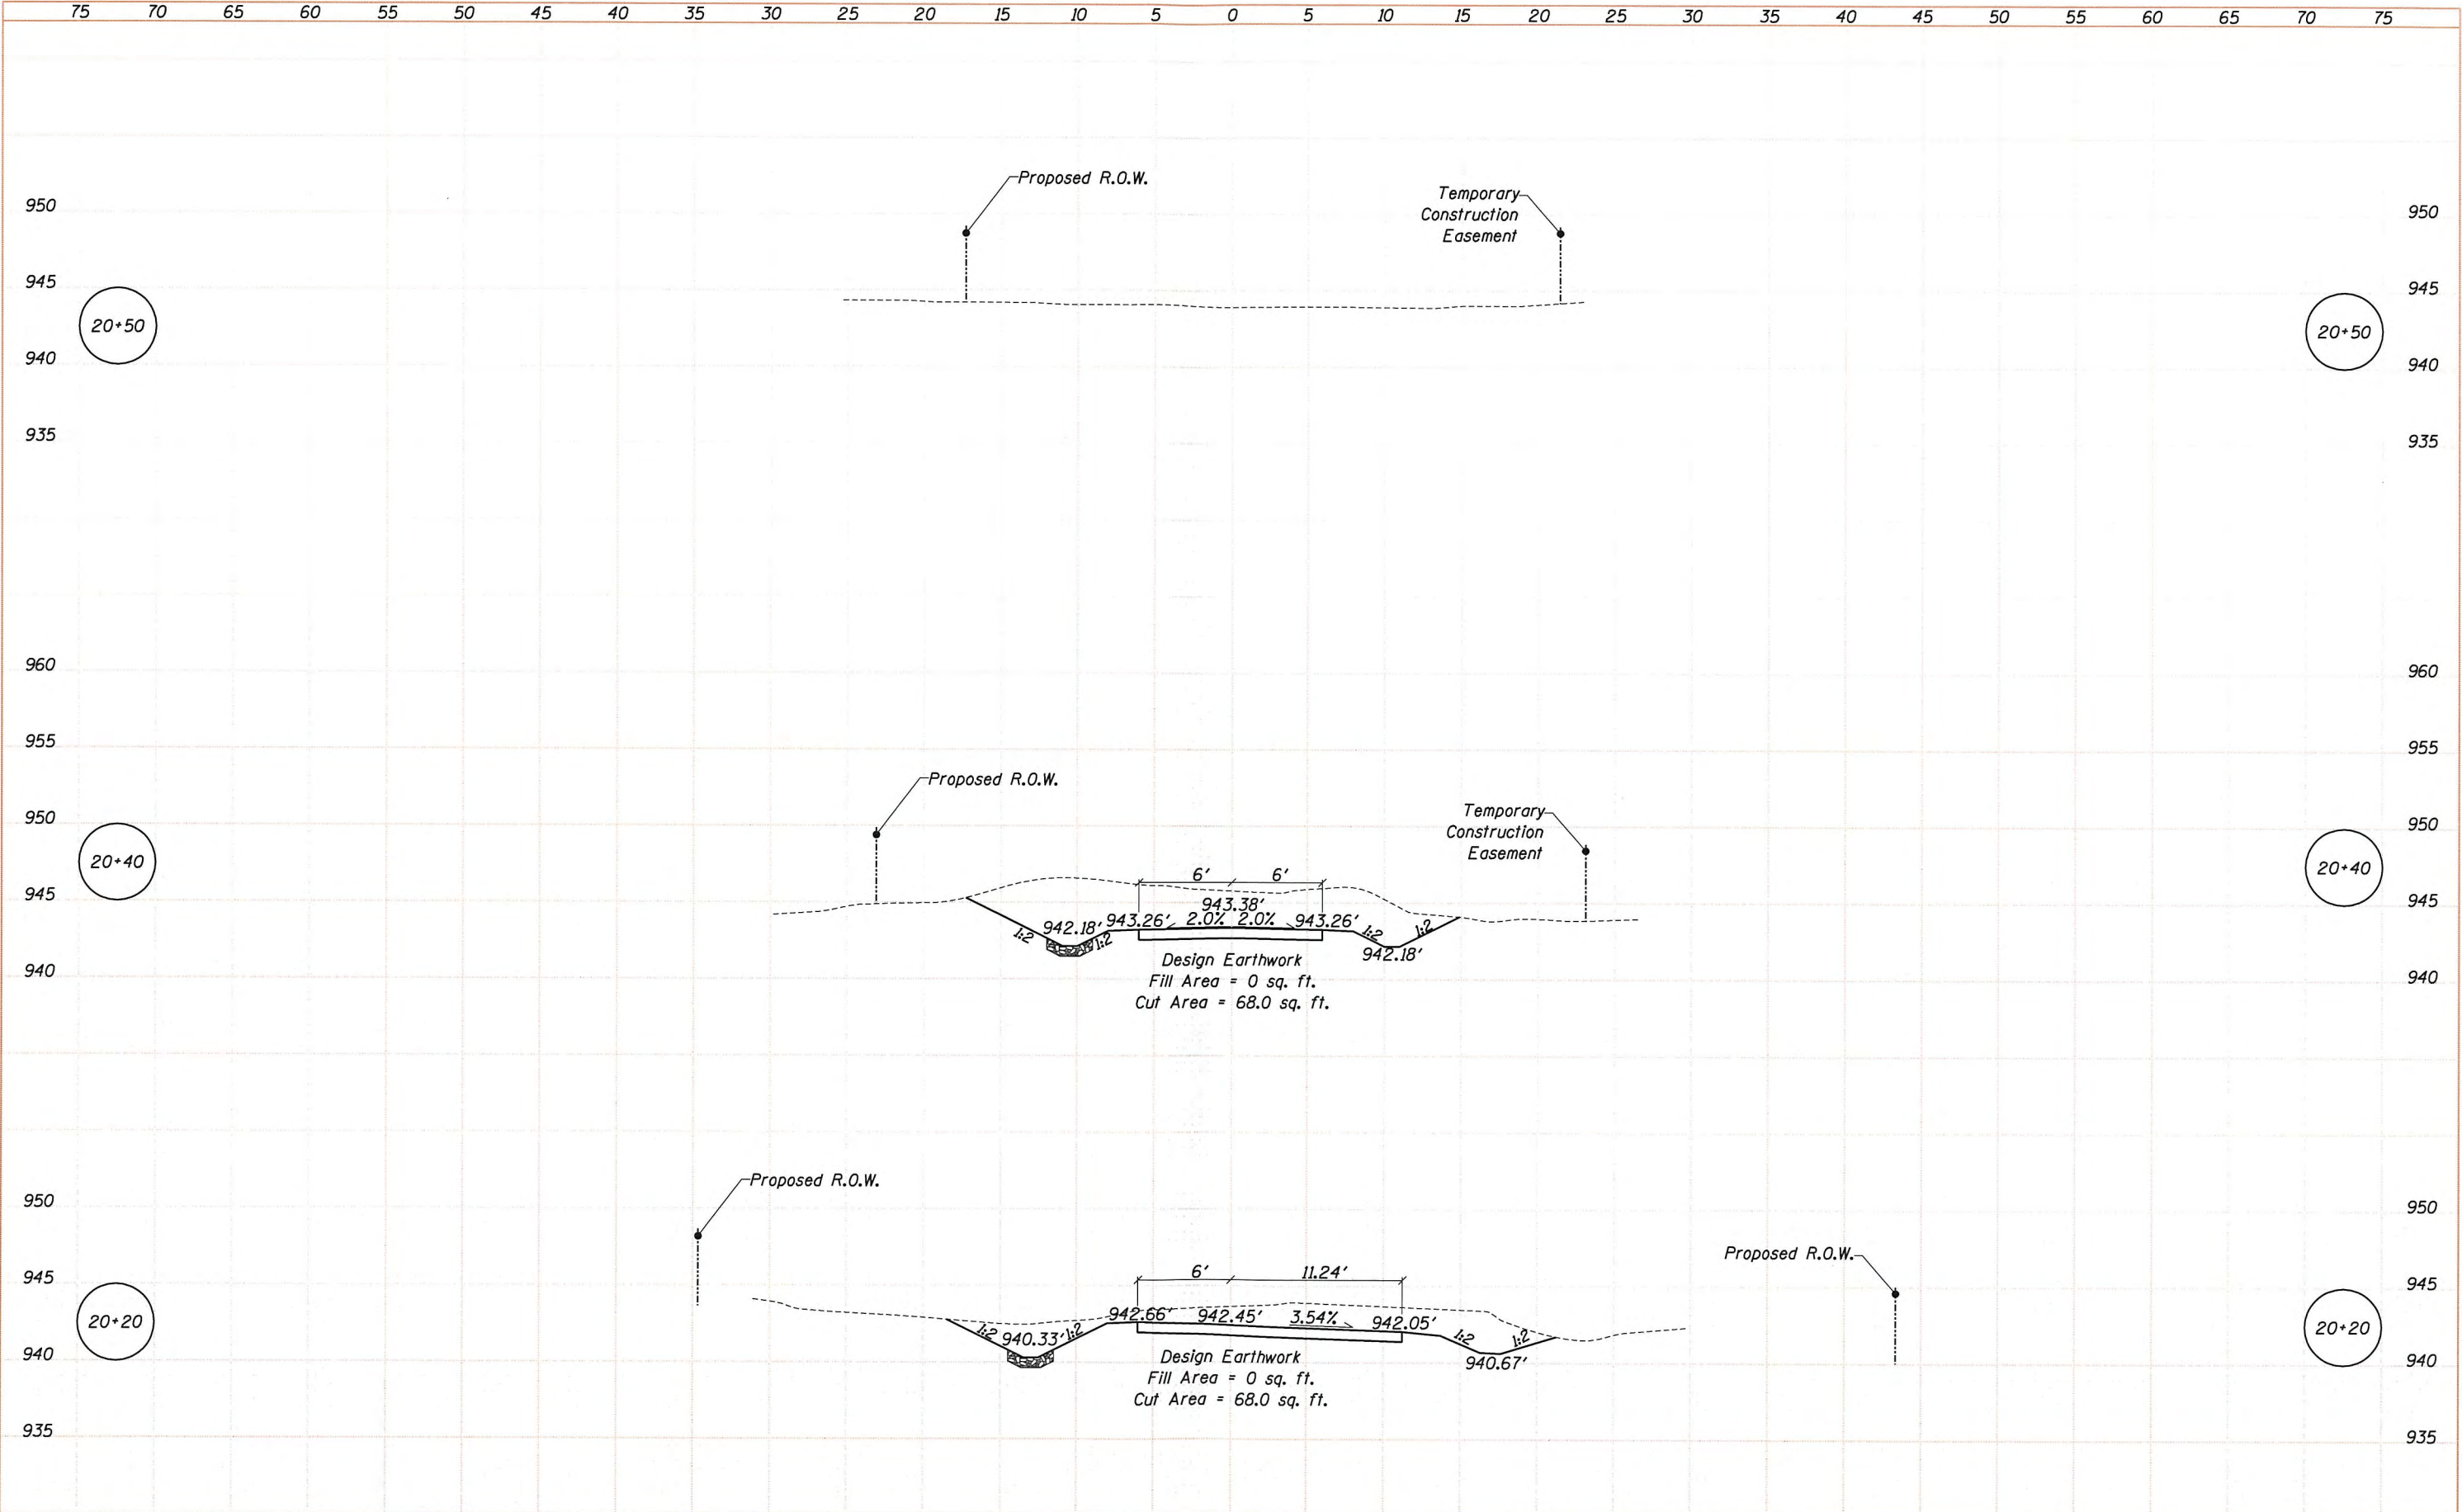 75 70 65 60 55 50 45 40 35 30 25 20 15 10 5 0 5 10 15 20 25 30 35 40 45 50 55 60 65 70 75
Proposed R.O.W.
Temporary
Construction
Easement
950 950
945 945
20+50 20+50
940 940
935 935
960 960
955 955
Proposed R.O.W.
Temporary
Construction
Easement
950 950
20+40 20+40
6' 6'
945 945
943.38'
942.18' 943.26' 2.0% 2.0% 943.26'
1:2 1:2 1:2 1:2
942.18'
Design Earthwork
Fill Area = 0 sq. ft.
Cut Area = 68.0 sq. ft.
940 940
Proposed R.O.W.
950 950
Proposed R.O.W.
6' 11.24'
945 945
20+20 20+20
942.66' 942.45' 3.54% 942.05'
1:2 940.33' 1:2 1:2 1:2
940.67'
940 940
Design Earthwork
Fill Area = 0 sq. ft.
Cut Area = 68.0 sq. ft.
935 935